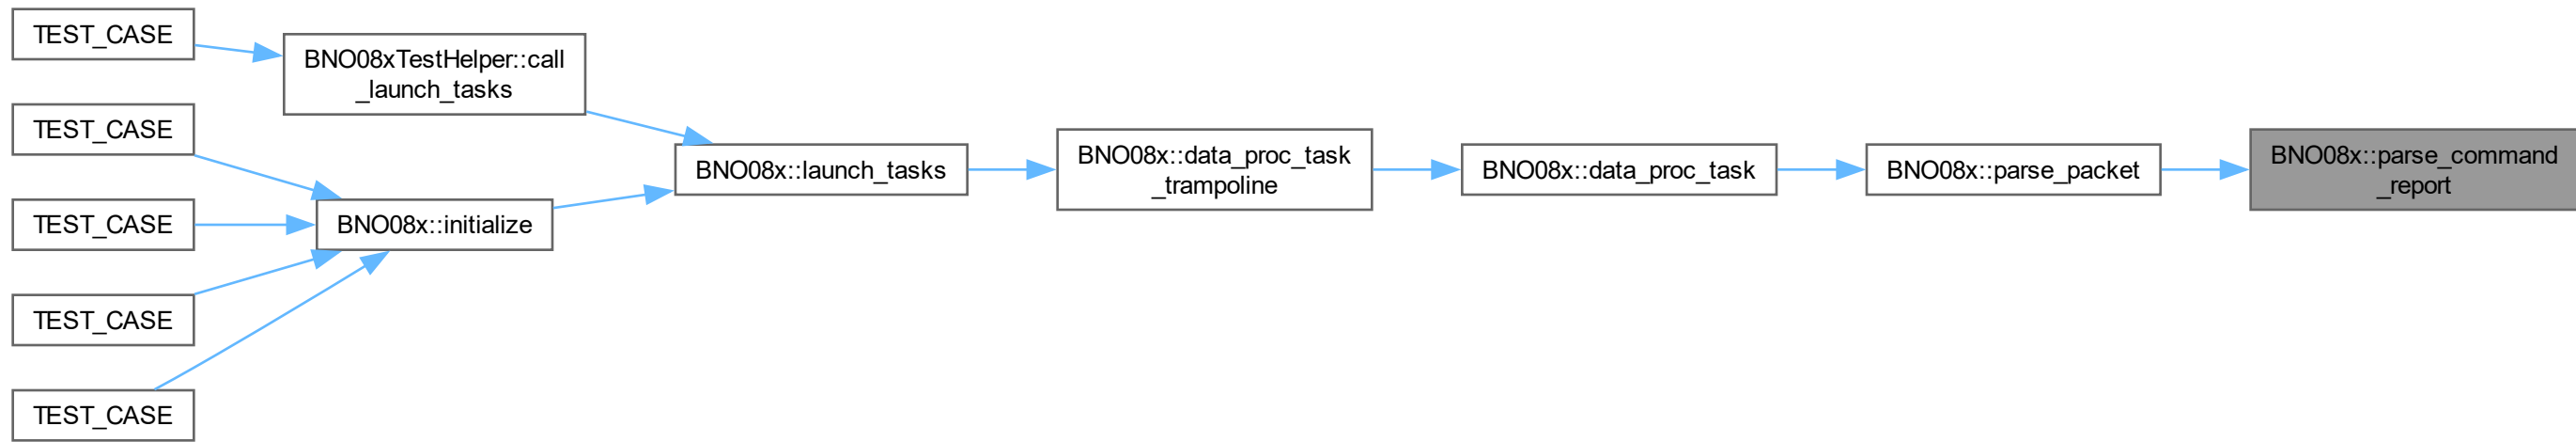 TEST_CASE
TEST_CASE
TEST_CASE
TEST_CASE
TEST_CASE
BNO08xTestHelper::call
_launch_tasks
BNO08x::initialize
BNO08x::launch_tasks
BNO08x::data_proc_task
_trampoline
BNO08x::data_proc_task
BNO08x::parse_packet
BNO08x::parse_command
_report